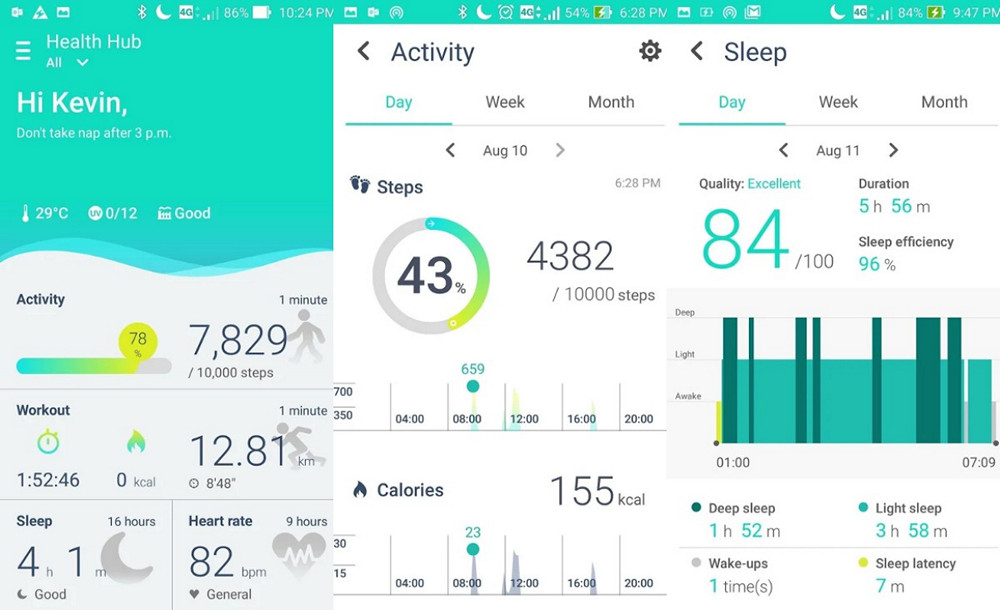 4G 86% 10:24 PM
Health Hub
All
Hi Kevin,
Don't take nap after 3 p.m.
29°C UV 0/12 Good
Activity 1 minute
78
%
7,829
/ 10,000 steps
Workout 1 minute
12.81 km
1:52:46 0 kcal 8'48"
Sleep 16 hours
4 h 1 m
Good
Heart rate 9 hours
82 bpm
General
4G 54% 6:28 PM
Activity
Day Week Month
Aug 10
Steps 6:28 PM
43%
4382
/ 10000 steps
659
700
350
04:00 08:00 12:00 16:00 20:00
Calories 155 kcal
23
30
15
04:00 08:00 12:00 16:00 20:00
4G 84% 9:47 PM
Sleep
Day Week Month
Aug 11
Quality: Excellent
84 /100
Duration
5 h 56 m
Sleep efficiency
96 %
Deep
Light
Awake
01:00 07:09
Deep sleep
1 h 52 m
Light sleep
3 h 58 m
Wake-ups
1 time(s)
Sleep latency
7 m